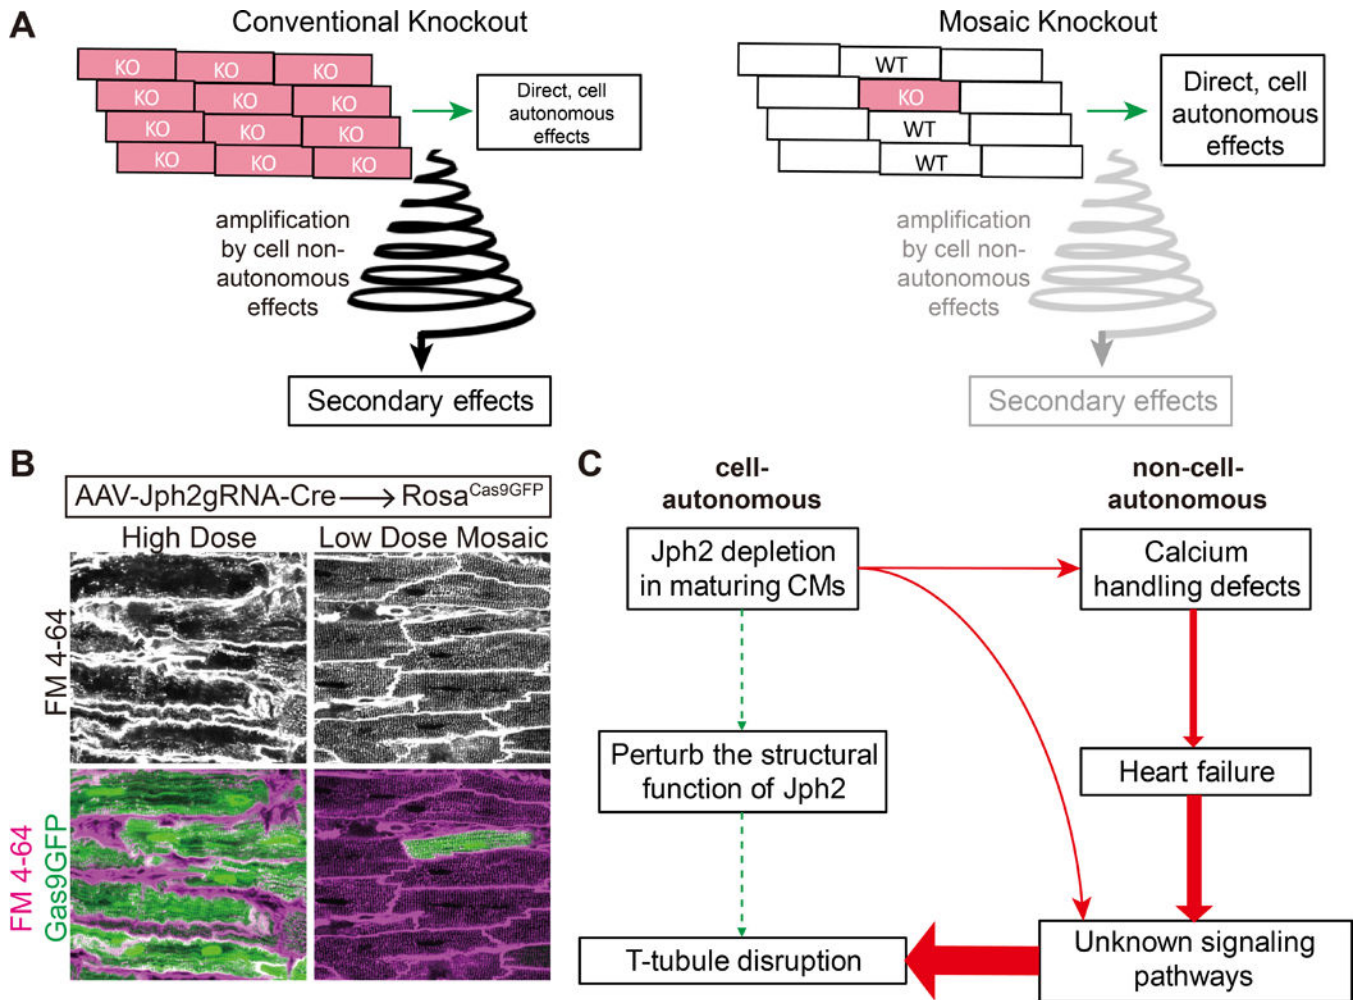 A
Conventional Knockout
KO KO KO
KO KO KO
KO KO KO
KO KO KO
Direct, cell
autonomous
effects
amplification
by cell non-
autonomous
effects
Secondary effects
Mosaic Knockout
WT
KO
WT
WT
Direct, cell
autonomous
effects
amplification
by cell non-
autonomous
effects
Secondary effects
B
AAV-Jph2gRNA-Cre → Rosa^Cas9GFP
High Dose
Low Dose Mosaic
FM 4-64
FM 4-64
Gas9GFP
C
cell-
autonomous
non-cell-
autonomous
Jph2 depletion
in maturing CMs
Calcium
handling defects
Perturb the structural
function of Jph2
Heart failure
T-tubule disruption
Unknown signaling
pathways